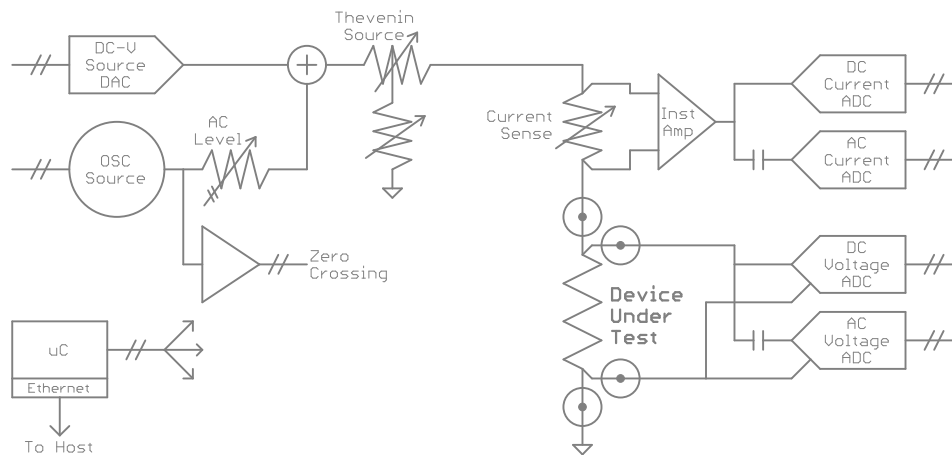 Thevenin
Source
DC-V
Source
DAC
+
DC
Current
ADC
Current
Sense
Inst
Amp
AC
Level
OSC
Source
AC
Current
ADC
Zero
Crossing
DC
Voltage
ADC
Device
Under
Test
AC
Voltage
ADC
uC
Ethernet
To Host